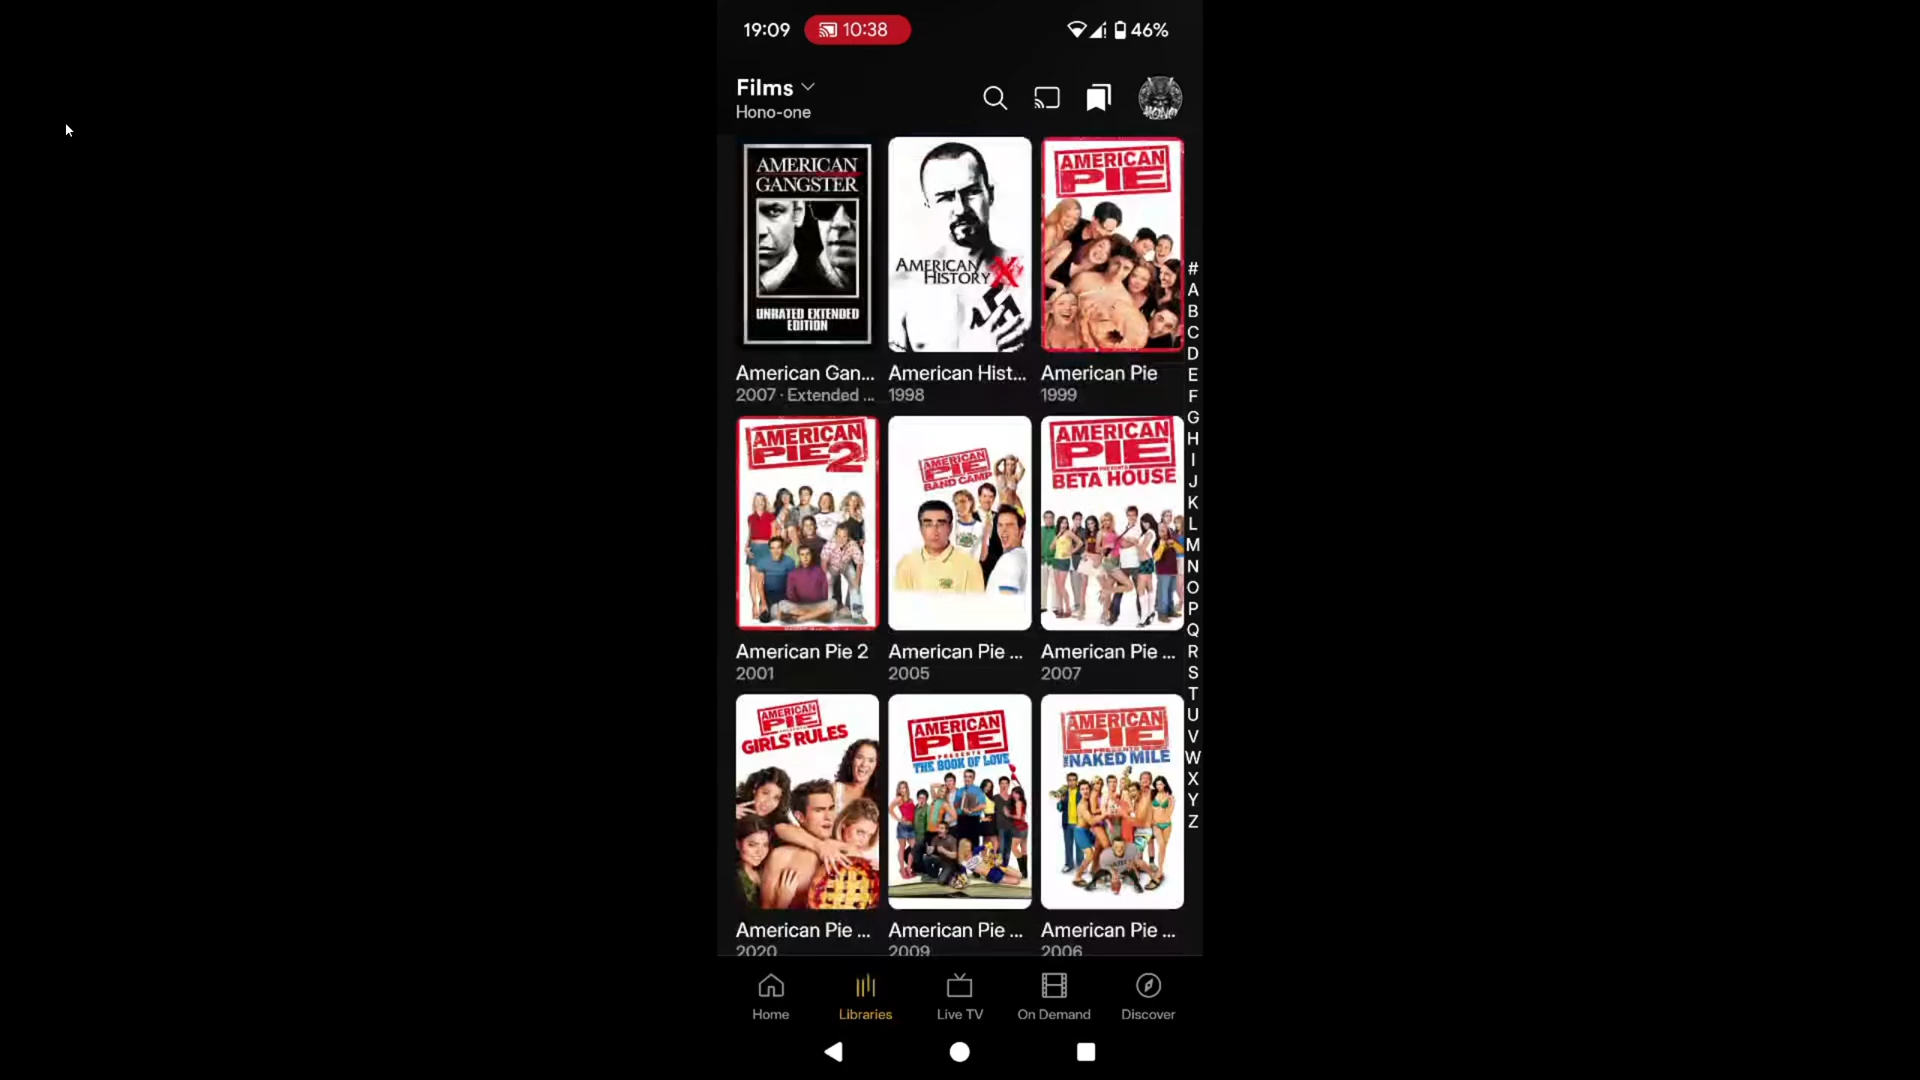 19:09 10:38 46%
Films
Hono-one
AMERICAN
GANGSTER
UNRATED EXTENDED
EDITION
AMERICAN
HISTORY X
AMERICAN
PIE
American Gan... American Hist... American Pie
2007 · Extended ... 1998 1999
AMERICAN
PIE 2
AMERICAN
PIE
BAND CAMP
AMERICAN
PIE
PRESENTS
BETA HOUSE
American Pie 2 American Pie ... American Pie ...
2001 2005 2007
AMERICAN
PIE
GIRLS' RULES
AMERICAN
PIE
PRESENTS
THE BOOK OF LOVE
AMERICAN
PIE
PRESENTS
THE NAKED MILE
American Pie ... American Pie ... American Pie ...
2020 2009 2006
#
A
B
C
D
E
F
G
H
I
J
K
L
M
N
O
P
Q
R
S
T
U
V
W
X
Y
Z
Home Libraries Live TV On Demand Discover